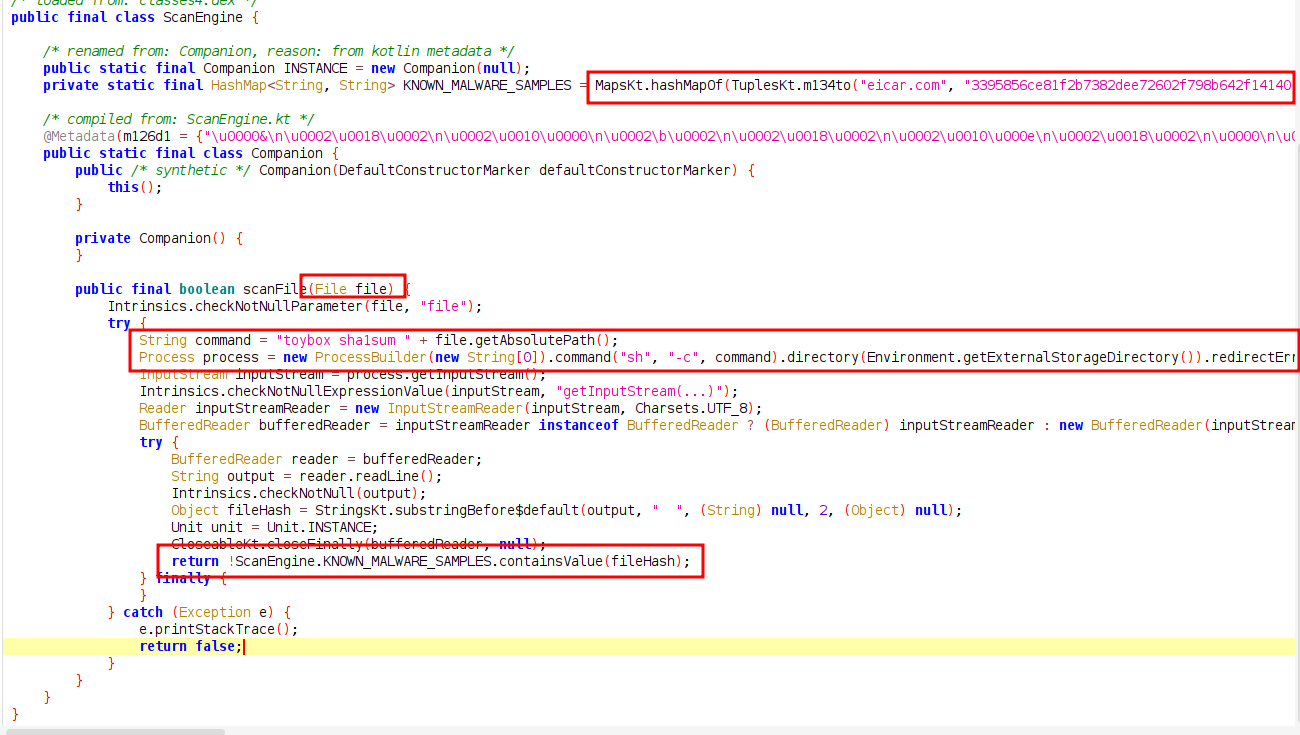 /* loaded from: classes4.dex */
public final class ScanEngine {
/* renamed from: Companion, reason: from kotlin metadata */
public static final Companion INSTANCE = new Companion(null);
private static final HashMap<String, String> KNOWN_MALWARE_SAMPLES = MapsKt.hashMapOf(TuplesKt.m134to("eicar.com", "3395856ce81f2b7382dee72602f798b642f14140
/* compiled from: ScanEngine.kt */
@Metadata(m126d1 = {"\u0000&\n\u0002\u0018\u0002\n\u0002\u0010\u0000\n\u0002\b\u0002\n\u0002\u0018\u0002\n\u0002\u0010\u000e\n\u0002\u0018\u0002\n\u0000\n\u0
public static final class Companion {
public /* synthetic */ Companion(DefaultConstructorMarker defaultConstructorMarker) {
this();
}
private Companion() {
}
public final boolean scanFile(File file) {
Intrinsics.checkNotNullParameter(file, "file");
try {
String command = "toybox sha1sum " + file.getAbsolutePath();
Process process = new ProcessBuilder(new String[0]).command("sh", "-c", command).directory(Environment.getExternalStorageDirectory()).redirectErr
InputStream inputStream = process.getInputStream();
Intrinsics.checkNotNullExpressionValue(inputStream, "getInputStream(...)");
Reader inputStreamReader = new InputStreamReader(inputStream, Charsets.UTF_8);
BufferedReader bufferedReader = inputStreamReader instanceof BufferedReader ? (BufferedReader) inputStreamReader : new BufferedReader(inputStrea
try {
BufferedReader reader = bufferedReader;
String output = reader.readLine();
Intrinsics.checkNotNull(output);
Object fileHash = StringsKt.substringBefore$default(output, "  ", (String) null, 2, (Object) null);
Unit unit = Unit.INSTANCE;
CloseableKt.closeFinally(bufferedReader, null);
return !ScanEngine.KNOWN_MALWARE_SAMPLES.containsValue(fileHash);
} finally {
}
} catch (Exception e) {
e.printStackTrace();
return false;
}
}
}
}